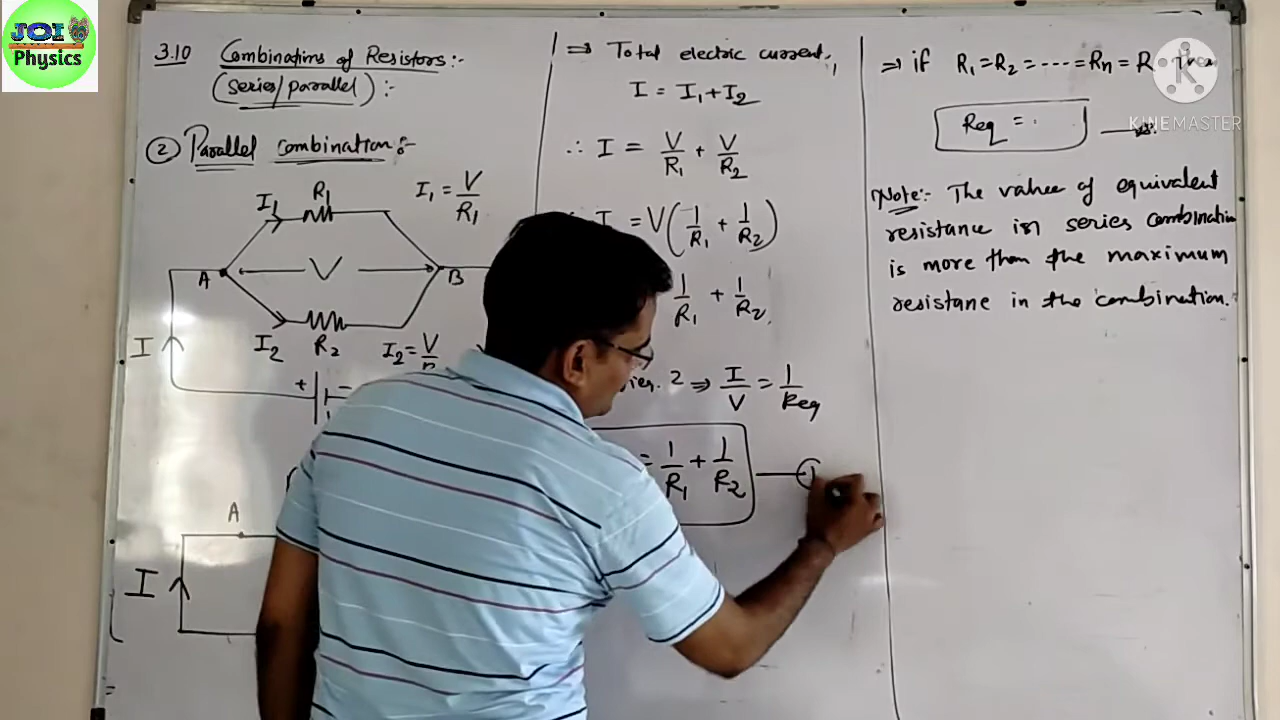 JOI
Physics
3.10 Combinations of Resistors:-
(series/parallel):-
② Parallel combination:-
I₁ R₁ I₁ = V/R₁
A V B
I I₂ R₂ I₂ = V/
+ −
A
I
=
⇒ Total electric current,
I = I₁+I₂
∴ I = V/R₁ + V/R₂
I = V(1/R₁ + 1/R₂)
1/R₁ + 1/R₂
2 ⇒ I/V = 1/Req
= 1/R₁ + 1/R₂
⇒ if R₁=R₂=----=Rn=R
Req =
Note:- The value of equivalent
resistance in series combination
is more than the maximum
resistane in the combination.
K
KINEMASTER